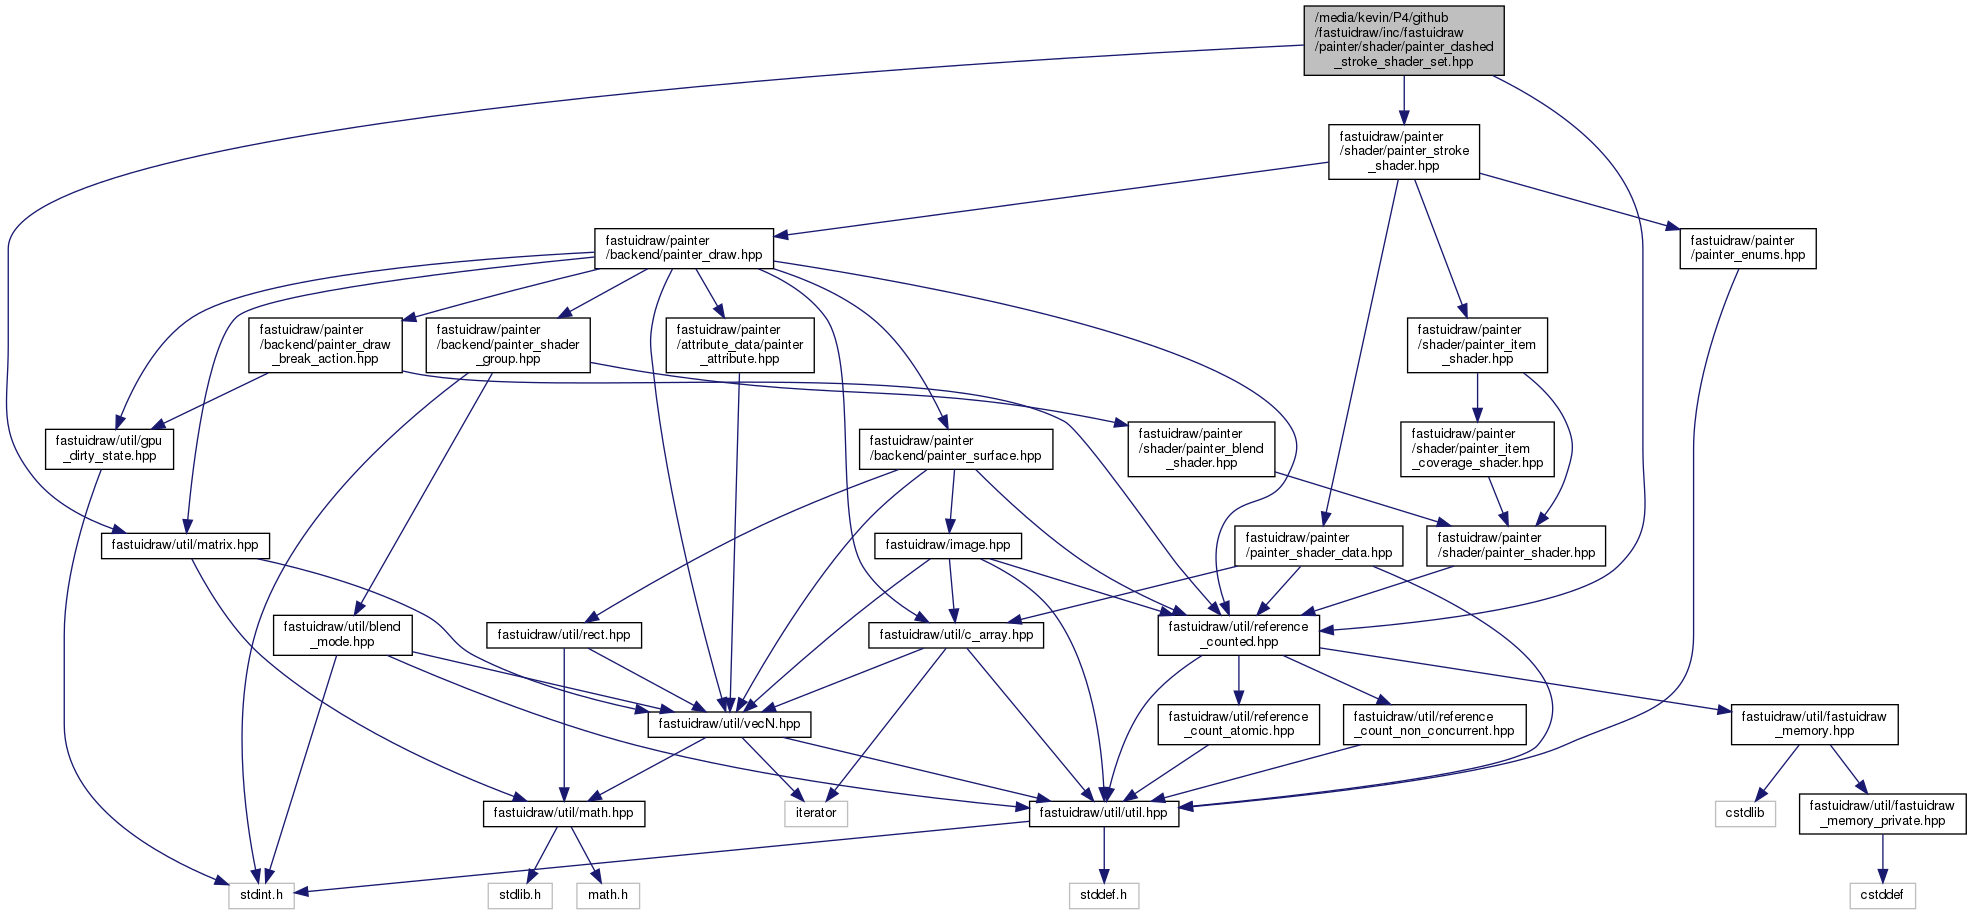 /media/kevin/P4/github
/fastuidraw/inc/fastuidraw
/painter/shader/painter_dashed
_stroke_shader_set.hpp
fastuidraw/painter
/shader/painter_stroke
_shader.hpp
fastuidraw/painter
/backend/painter_draw.hpp
fastuidraw/painter
/painter_enums.hpp
fastuidraw/painter
/backend/painter_draw
_break_action.hpp
fastuidraw/painter
/backend/painter_shader
_group.hpp
fastuidraw/painter
/attribute_data/painter
_attribute.hpp
fastuidraw/painter
/shader/painter_item
_shader.hpp
fastuidraw/util/gpu
_dirty_state.hpp
fastuidraw/painter
/backend/painter_surface.hpp
fastuidraw/painter
/shader/painter_blend
_shader.hpp
fastuidraw/painter
/shader/painter_item
_coverage_shader.hpp
fastuidraw/util/matrix.hpp
fastuidraw/image.hpp
fastuidraw/painter
/painter_shader_data.hpp
fastuidraw/painter
/shader/painter_shader.hpp
fastuidraw/util/blend
_mode.hpp
fastuidraw/util/rect.hpp
fastuidraw/util/c_array.hpp
fastuidraw/util/reference
_counted.hpp
fastuidraw/util/vecN.hpp
fastuidraw/util/reference
_count_atomic.hpp
fastuidraw/util/reference
_count_non_concurrent.hpp
fastuidraw/util/fastuidraw
_memory.hpp
fastuidraw/util/math.hpp
iterator
fastuidraw/util/util.hpp
cstdlib
fastuidraw/util/fastuidraw
_memory_private.hpp
stdint.h
stdlib.h
math.h
stddef.h
cstddef